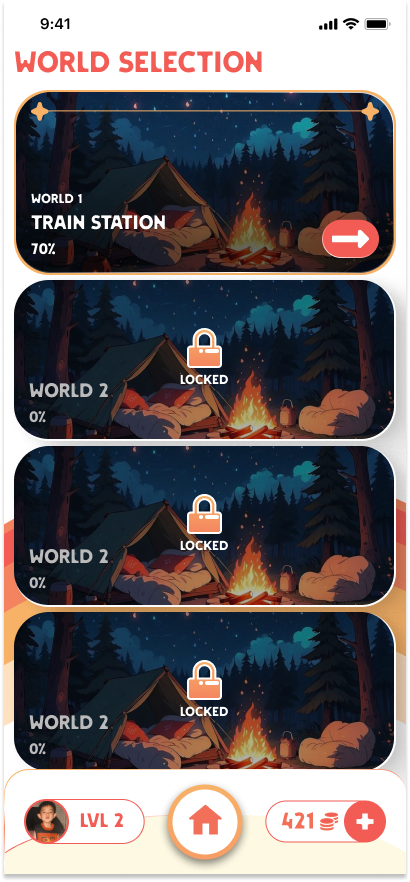 9:41
WORLD SELECTION
WORLD 1
TRAIN STATION
70%
LOCKED
WORLD 2
0%
LOCKED
WORLD 2
0%
LOCKED
WORLD 2
0%
LVL 2
421